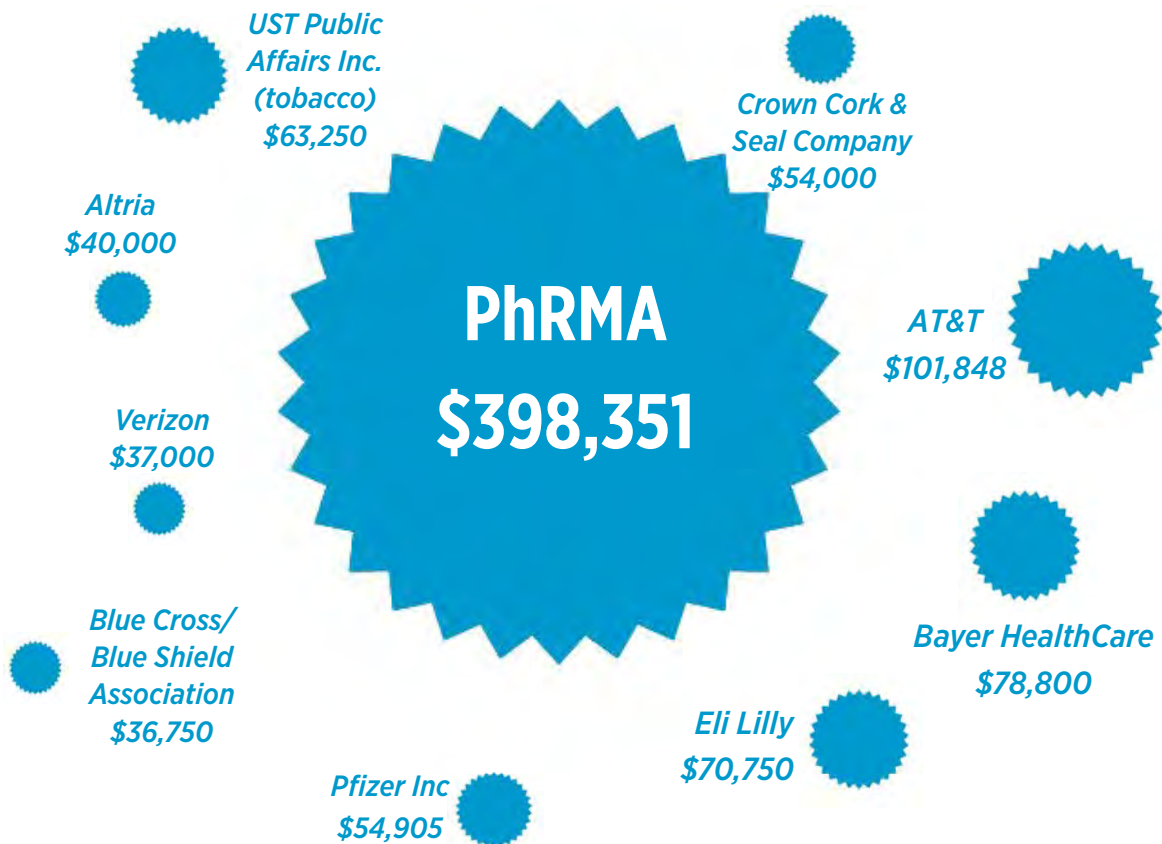 UST Public
Affairs Inc.
(tobacco)
$63,250
Crown Cork &
Seal Company
$54,000
Altria
$40,000
PhRMA
$398,351
AT&T
$101,848
Verizon
$37,000
Blue Cross/
Blue Shield
Association
$36,750
Bayer HealthCare
$78,800
Eli Lilly
$70,750
Pfizer Inc
$54,905